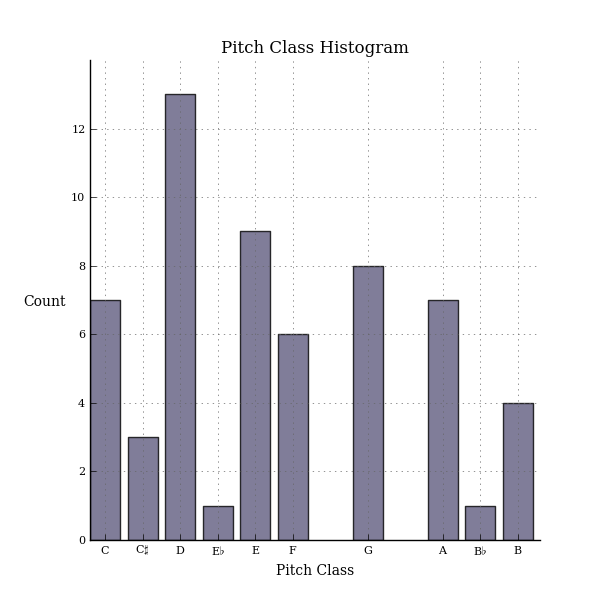 Pitch Class Histogram
12
10
8
Count
6
4
2
0
C C♯ D E♭ E F G A B♭ B
Pitch Class